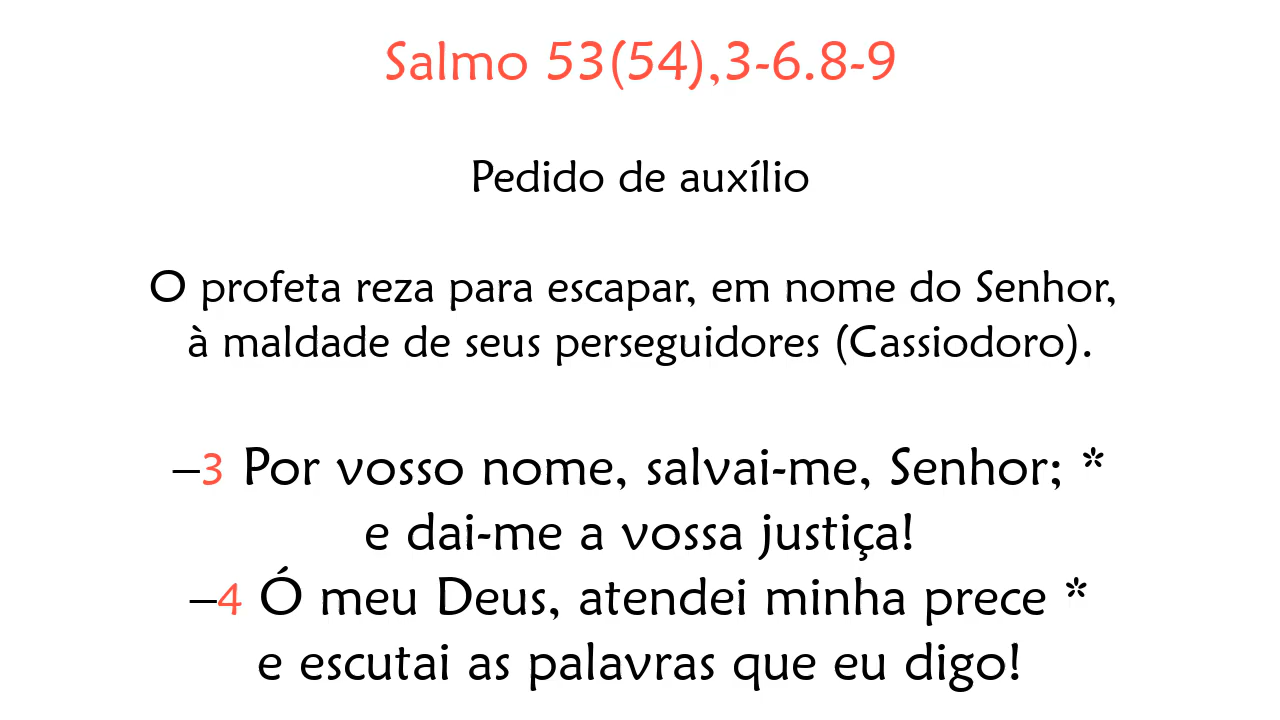 Salmo 53(54),3-6.8-9
Pedido de auxílio
O profeta reza para escapar, em nome do Senhor,
à maldade de seus perseguidores (Cassiodoro).
–3 Por vosso nome, salvai-me, Senhor; *
e dai-me a vossa justiça!
–4 Ó meu Deus, atendei minha prece *
e escutai as palavras que eu digo!